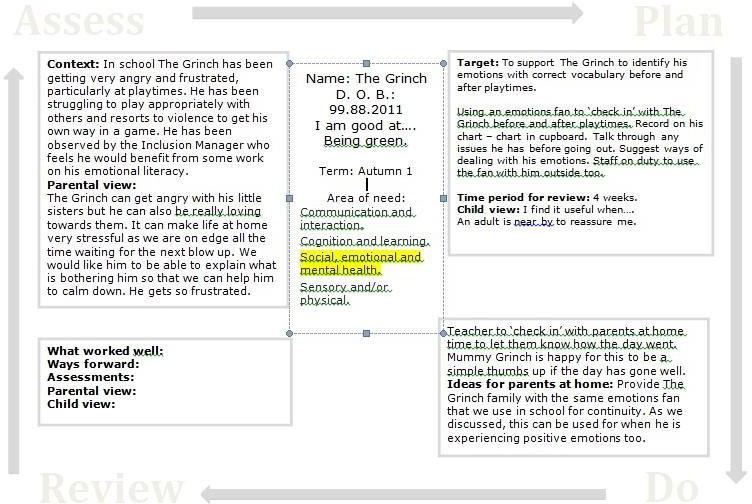 Assess
Plan
Context: In school The Grinch has been
getting very angry and frustrated,
particularly at playtimes. He has been
struggling to play appropriately with
others and resorts to violence to get his
own way in a game. He has been
observed by the Inclusion Manager who
feels he would benefit from some work
on his emotional literacy.
Parental view:
The Grinch can get angry with his little
sisters but he can also be really loving
towards them. It can make life at home
very stressful as we are on edge all the
time waiting for the next blow up. We
would like him to be able to explain what
is bothering him so that we can help him
to calm down. He gets so frustrated.
Name: The Grinch
D. O. B.:
99.88.2011
I am good at….
Being green.
Term: Autumn 1
Area of need:
Communication and
interaction.
Cognition and learning.
Social, emotional and
mental health.
Sensory and/or
physical.
Target: To support The Grinch to identify his
emotions with correct vocabulary before and
after playtimes.
Using an emotions fan to ‘check in’ with The
Grinch before and after playtimes. Record on his
chart – chart in cupboard. Talk through any
issues he has before going out. Suggest ways of
dealing with his emotions. Staff on duty to use
the fan with him outside too.
Time period for review: 4 weeks.
Child view: I find it useful when….
An adult is near by to reassure me.
Teacher to ‘check in’ with parents at home
time to let them know how the day went.
Mummy Grinch is happy for this to be a
simple thumbs up if the day has gone well.
Ideas for parents at home: Provide The
Grinch family with the same emotions fan
that we use in school for continuity. As we
discussed, this can be used for when he is
experiencing positive emotions too.
What worked well:
Ways forward:
Assessments:
Parental view:
Child view:
Review
Do